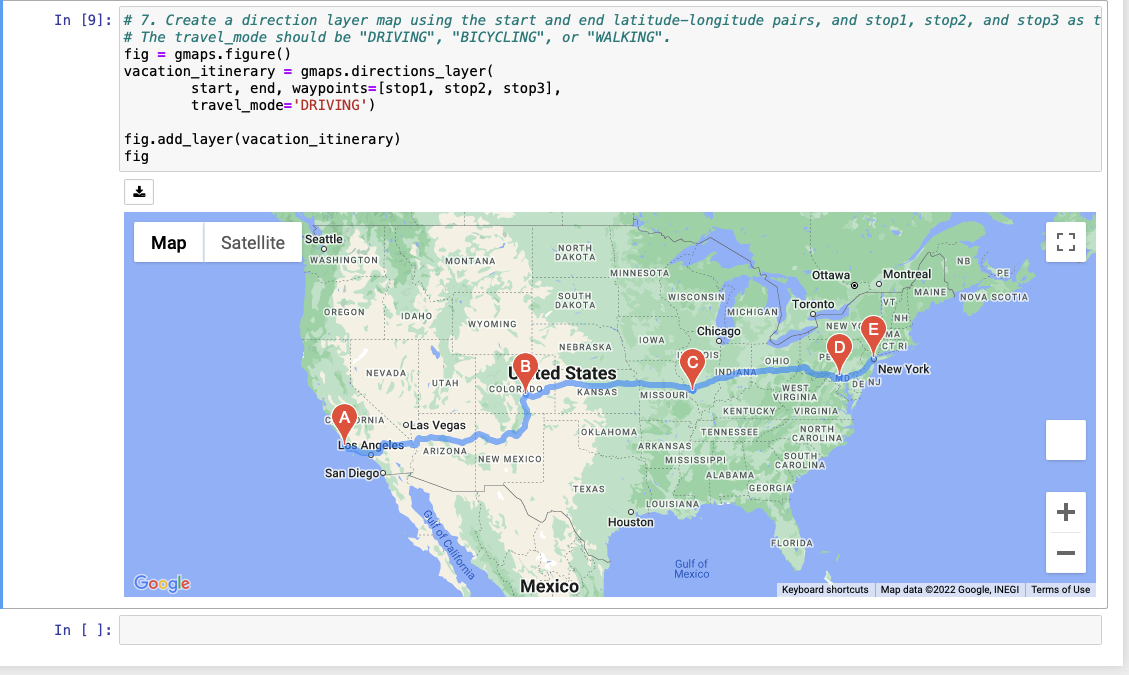 In [9]:
# 7. Create a direction layer map using the start and end latitude-longitude pairs, and stop1, stop2, and stop3 as t
# The travel_mode should be "DRIVING", "BICYCLING", or "WALKING".
fig = gmaps.figure()
vacation_itinerary = gmaps.directions_layer(
start, end, waypoints=[stop1, stop2, stop3],
travel_mode='DRIVING')
fig.add_layer(vacation_itinerary)
fig
Map
Satellite
Seattle
WASHINGTON
MONTANA
NORTH
DAKOTA
MINNESOTA
Ottawa
Montreal
NB
PE
OREGON
IDAHO
SOUTH
DAKOTA
WISCONSIN
MICHIGAN
Toronto
VT
MAINE
NOVA SCOTIA
WYOMING
NEBRASKA
IOWA
Chicago
NEW Y
NH
MA
CT RI
E
D
C
B
A
NEVADA
UTAH
COLORADO
United States
KANSAS
MISSOURI
OIS
INDIANA
OHIO
PE
MD
DE
NJ
New York
WEST
VIRGINIA
KENTUCKY
VIRGINIA
C
ORNIA
Las Vegas
Los Angeles
San Diego
ARIZONA
NEW MEXICO
OKLAHOMA
ARKANSAS
TENNESSEE
NORTH
CAROLINA
MISSISSIPPI
SOUTH
CAROLINA
ALABAMA
GEORGIA
TEXAS
LOUISIANA
Houston
FLORIDA
Gulf of California
Gulf of
Mexico
Mexico
Google
Keyboard shortcuts
Map data ©2022 Google, INEGI
Terms of Use
In [ ]: